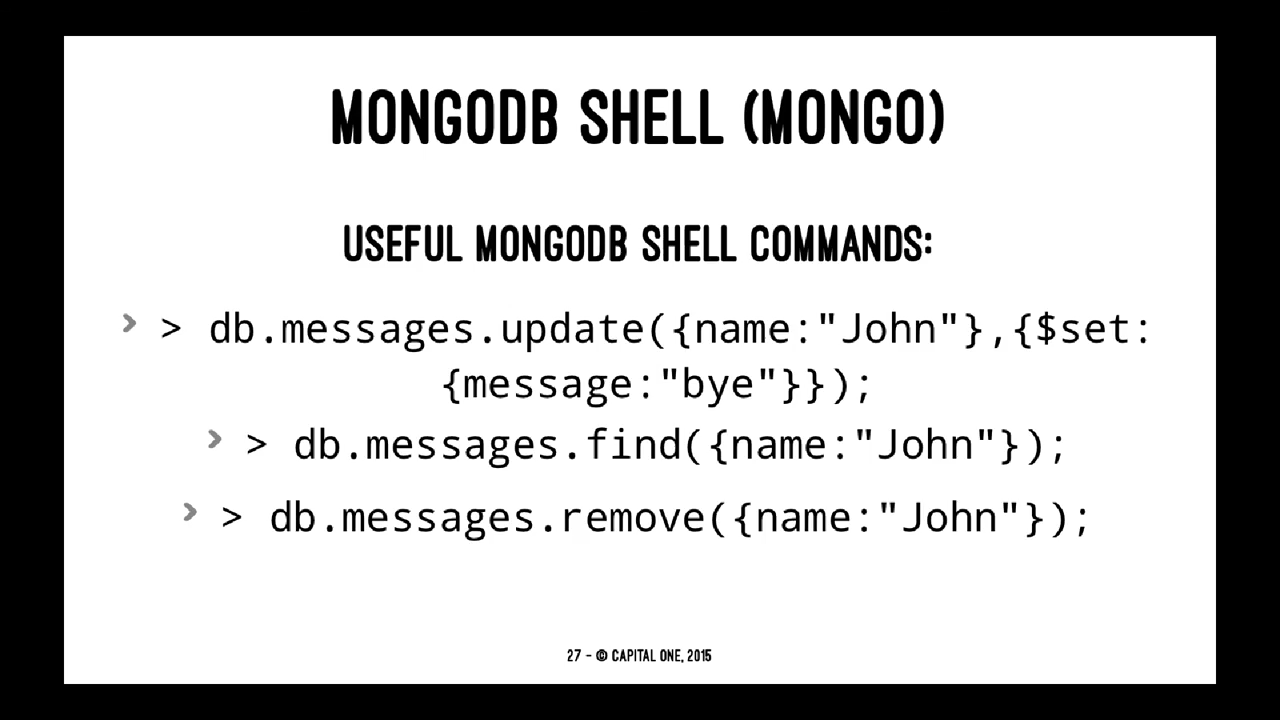 MONGODB SHELL (MONGO)
USEFUL MONGODB SHELL COMMANDS:
> db.messages.update({name:"John"},{$set:
{message:"bye"}});
> db.messages.find({name:"John"});
> db.messages.remove({name:"John"});
27 - © CAPITAL ONE, 2015